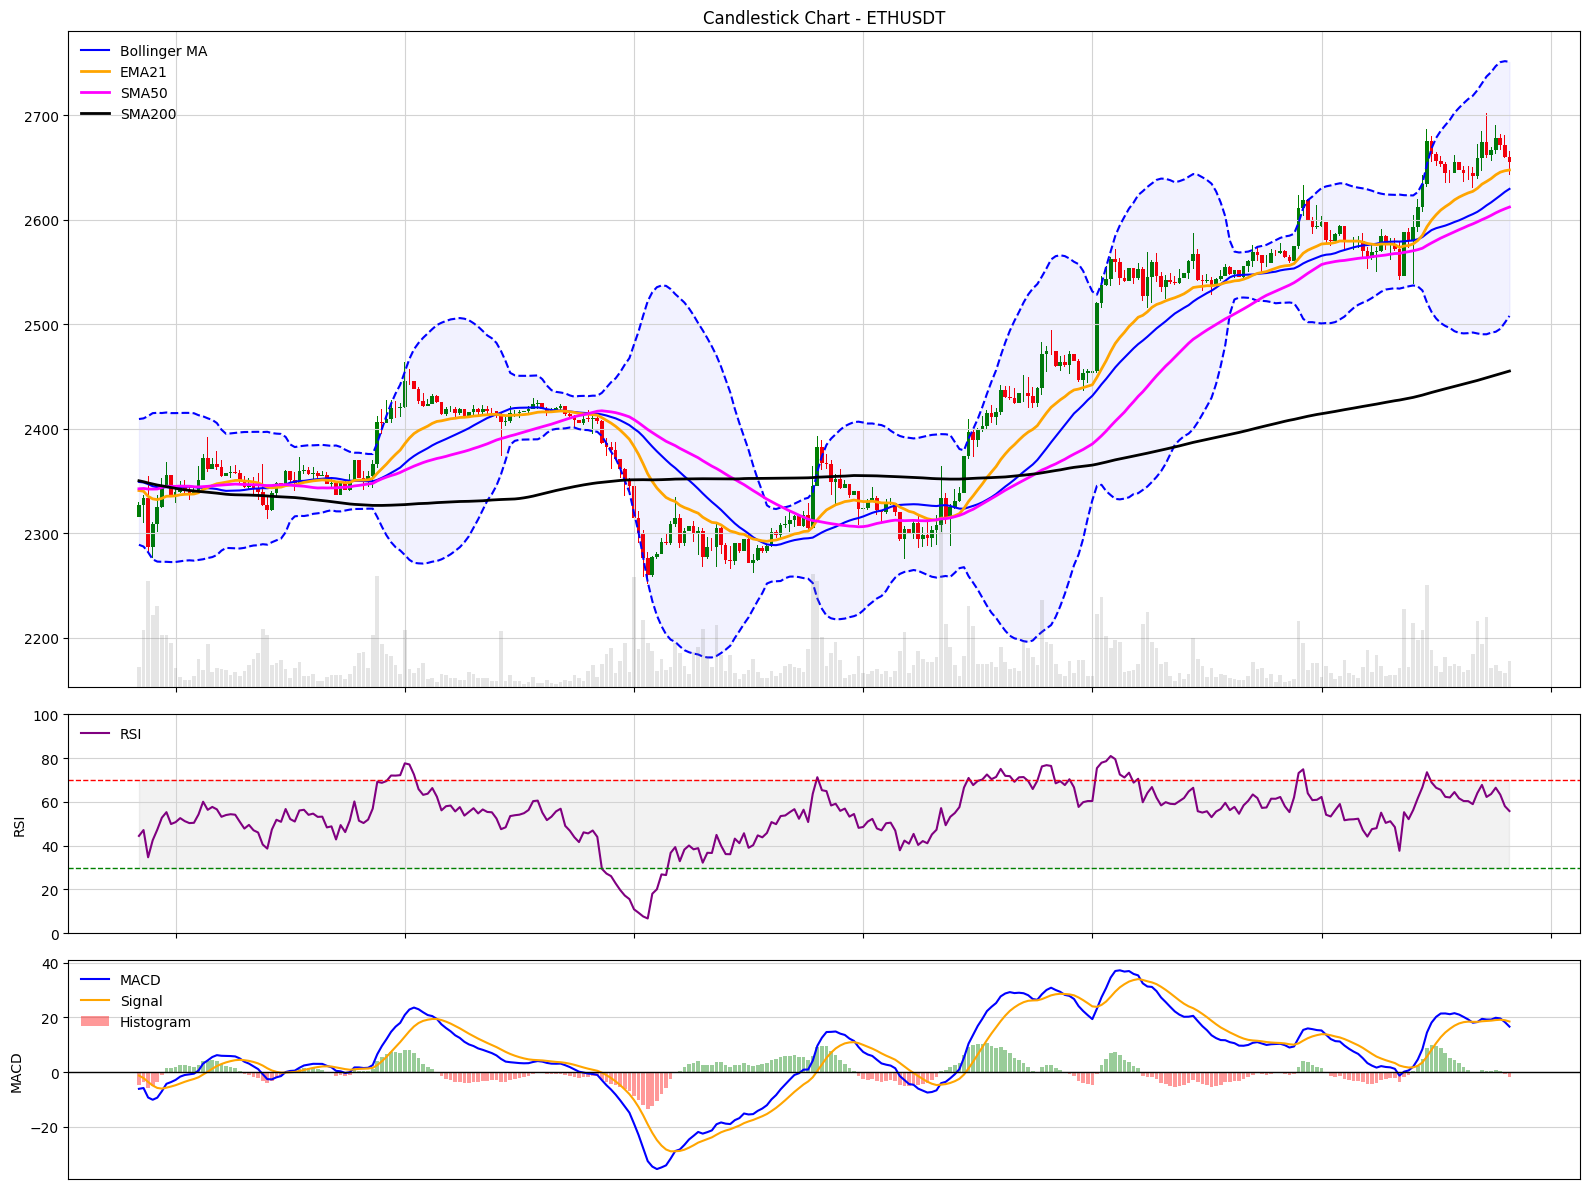 Candlestick Chart - ETHUSDT
Bollinger MA
EMA21
SMA50
SMA200
2700
2600
2500
2400
2300
2200
RSI
100
80
60
40
20
0
RSI
MACD
Signal
Histogram
40
20
0
−20
MACD